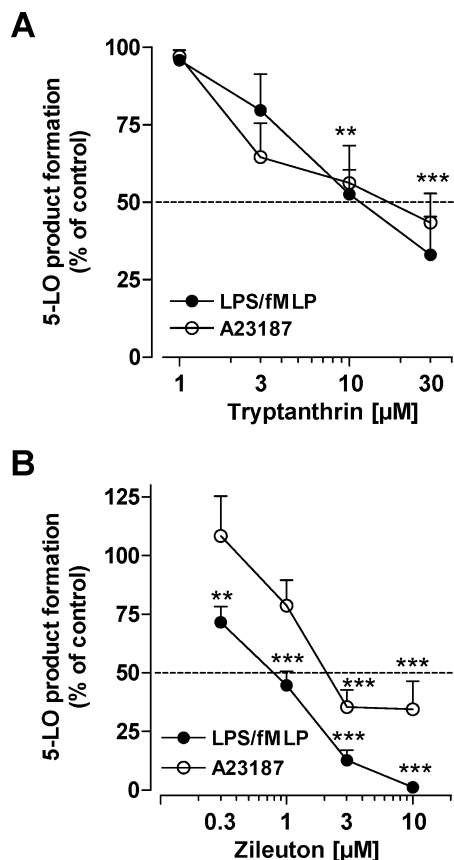 A
5-LO product formation
(% of control)
100
75
50
25
0
**
***
LPS/fMLP
A23187
1
3
10
30
Tryptanthrin [µM]
B
5-LO product formation
(% of control)
125
100
75
50
25
0
**
***
***
***
***
***
LPS/fMLP
A23187
0.3
1
3
10
Zileuton [µM]